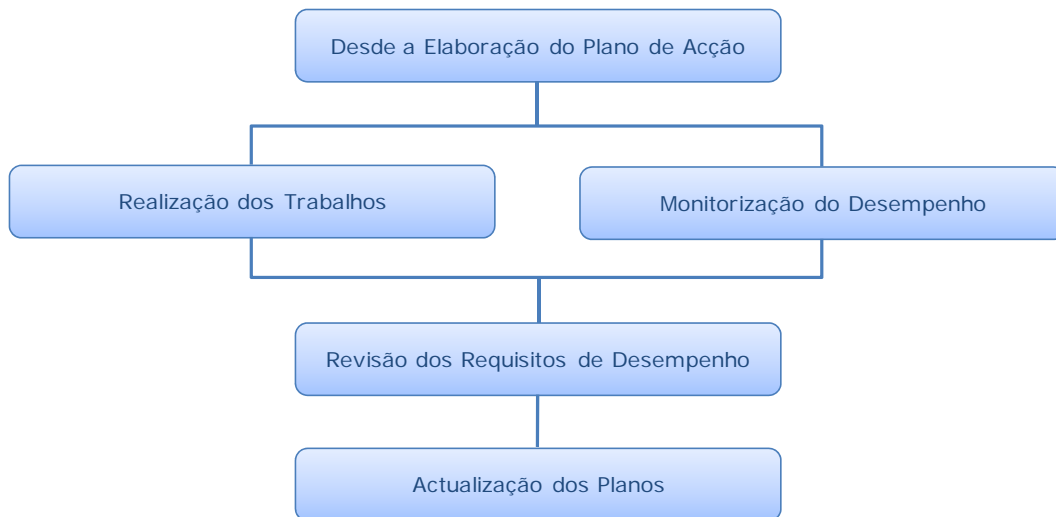 Desde a Elaboração do Plano de Acção
Realização dos Trabalhos
Monitorização do Desempenho
Revisão dos Requisitos de Desempenho
Actualização dos Planos